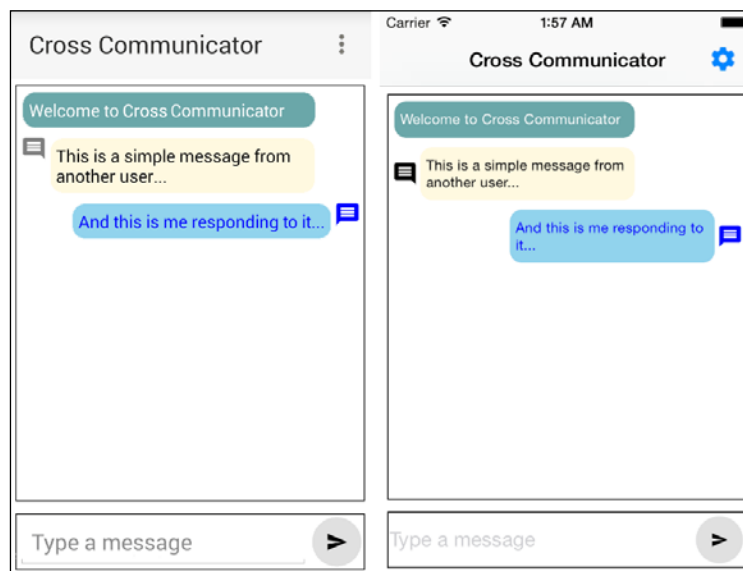 Cross Communicator
Welcome to Cross Communicator
This is a simple message from
another user...
And this is me responding to it...
Type a message
Carrier
1:57 AM
Cross Communicator
Welcome to Cross Communicator
This is a simple message from
another user...
And this is me responding to
it...
Type a message